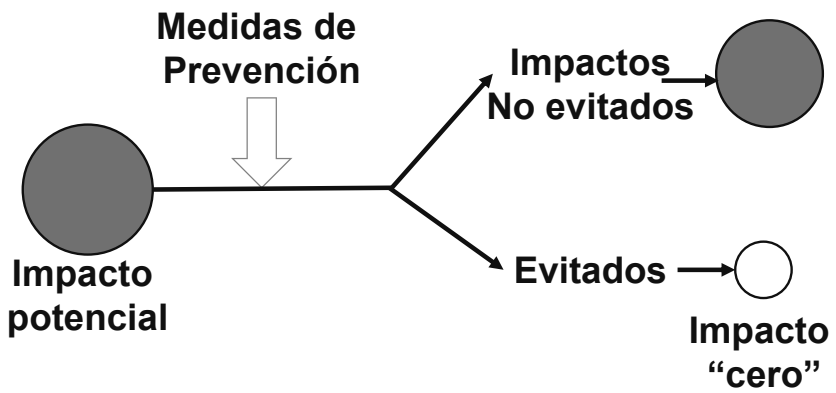 Medidas de
Prevención
Impactos
No evitados
Impacto
potencial
Evitados
Impacto
“cero”